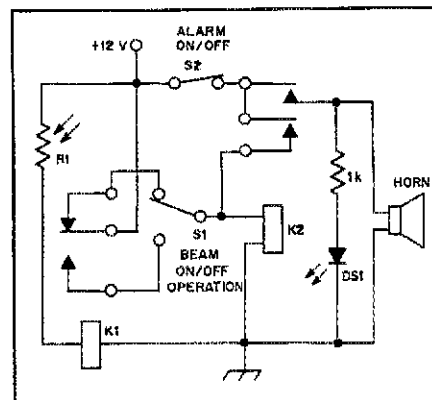 ALARM
ON/OFF
+12 V
S2
R1
1k
HORN
S1
K2
BEAM
ON/OFF
OPERATION
DS1
K1